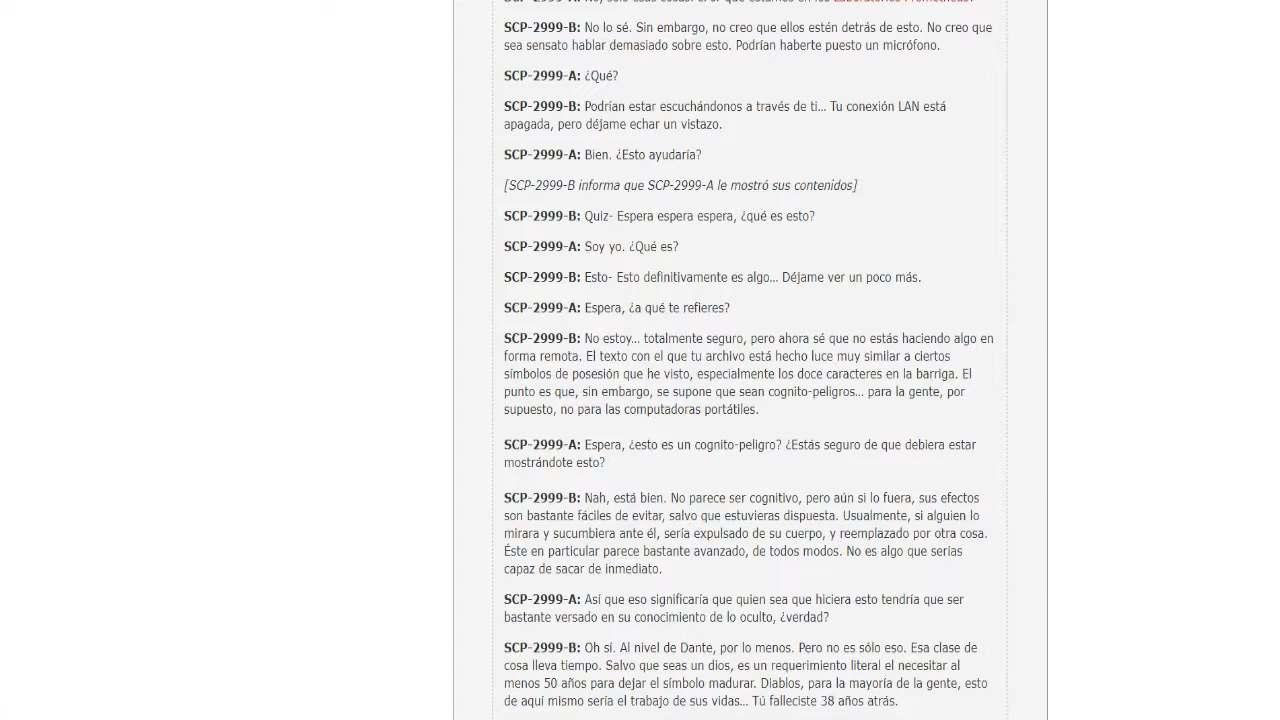 SCP-2999-B: No lo sé. Sin embargo, no creo que ellos estén detrás de esto. No creo que
sea sensato hablar demasiado sobre esto. Podrían haberte puesto un micrófono.
SCP-2999-A: ¿Qué?
SCP-2999-B: Podrían estar escuchándonos a través de ti... Tu conexión LAN está
apagada, pero déjame echar un vistazo.
SCP-2999-A: Bien. ¿Esto ayudaría?
[SCP-2999-B informa que SCP-2999-A le mostró sus contenidos]
SCP-2999-B: Quiz- Espera espera espera, ¿qué es esto?
SCP-2999-A: Soy yo. ¿Qué es?
SCP-2999-B: Esto- Esto definitivamente es algo... Déjame ver un poco más.
SCP-2999-A: Espera, ¿a qué te refieres?
SCP-2999-B: No estoy... totalmente seguro, pero ahora sé que no estás haciendo algo en
forma remota. El texto con el que tu archivo está hecho luce muy similar a ciertos
símbolos de posesión que he visto, especialmente los doce caracteres en la barriga. El
punto es que, sin embargo, se supone que sean cognito-peligros... para la gente, por
supuesto, no para las computadoras portátiles.
SCP-2999-A: Espera, ¿esto es un cognito-peligro? ¿Estás seguro de que debiera estar
mostrándote esto?
SCP-2999-B: Nah, está bien. No parece ser cognitivo, pero aún si lo fuera, sus efectos
son bastante fáciles de evitar, salvo que estuvieras dispuesta. Usualmente, si alguien lo
mirara y sucumbiera ante él, sería expulsado de su cuerpo, y reemplazado por otra cosa.
Éste en particular parece bastante avanzado, de todos modos. No es algo que serías
capaz de sacar de inmediato.
SCP-2999-A: Así que eso significaría que quien sea que hiciera esto tendría que ser
bastante versado en su conocimiento de lo oculto, ¿verdad?
SCP-2999-B: Oh sí. Al nivel de Dante, por lo menos. Pero no es sólo eso. Esa clase de
cosa lleva tiempo. Salvo que seas un dios, es un requerimiento literal el necesitar al
menos 50 años para dejar el símbolo madurar. Diablos, para la mayoría de la gente, esto
de aquí mismo sería el trabajo de sus vidas... Tú falleciste 38 años atrás.